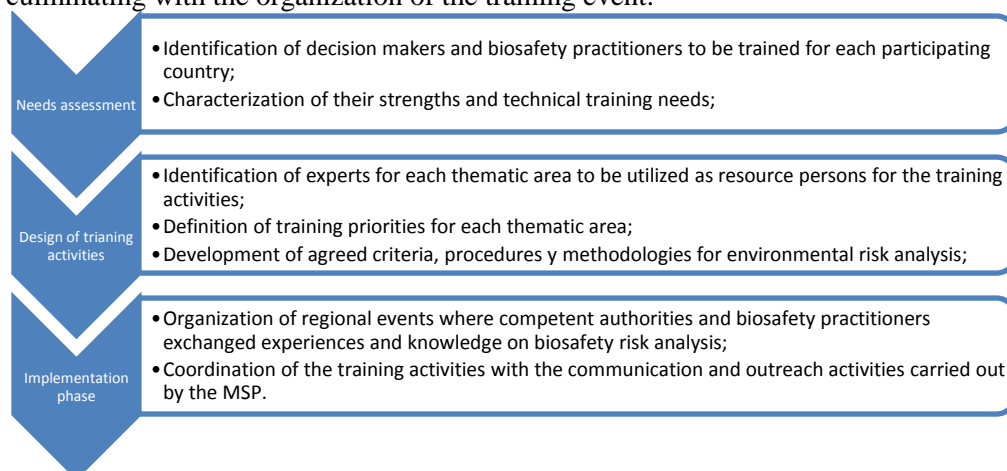 culminating with the organization of the training event.
Needs assessment
•Identification of decision makers and biosafety practitioners to be trained for each participating
country;
•Characterization of their strengths and technical training needs;
Design of trianing
activities
•Identification of experts for each thematic area to be utilized as resource persons for the training
activities;
•Definition of training priorities for each thematic area;
•Development of agreed criteria, procedures y methodologies for environmental risk analysis;
Implementation
phase
•Organization of regional events where competent authorities and biosafety practitioners
exchanged experiences and knowledge on biosafety risk analysis;
•Coordination of the training activities with the communication and outreach activities carried out
by the MSP.